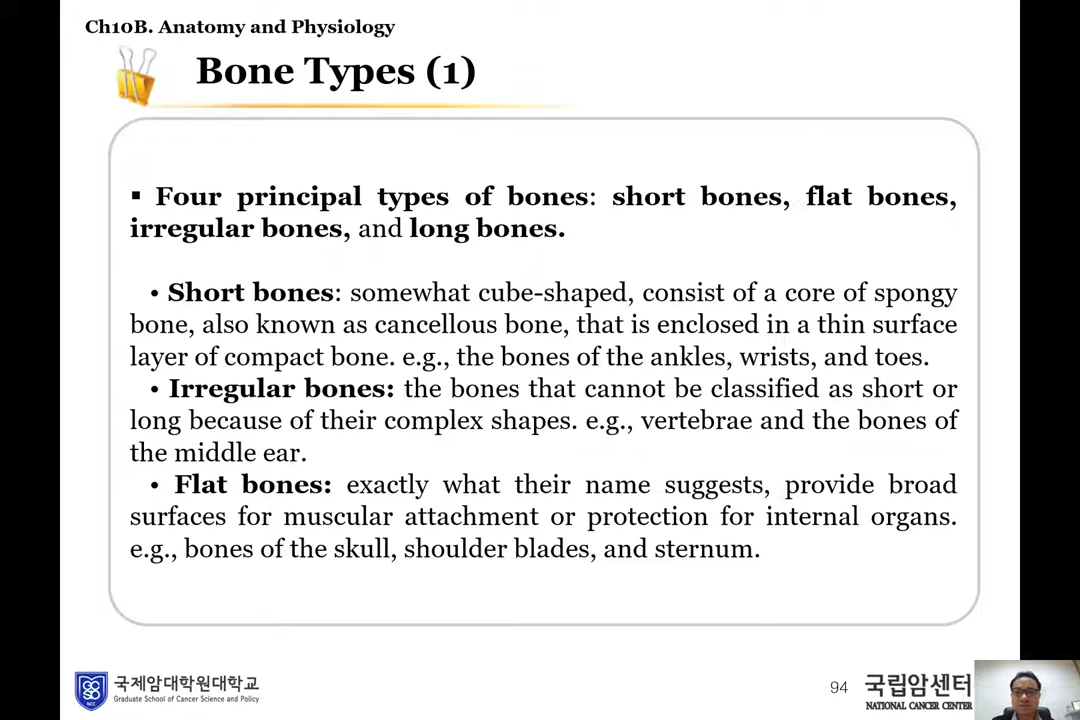 Ch10B. Anatomy and Physiology
Bone Types (1)
▪ Four principal types of bones: short bones, flat bones,
irregular bones, and long bones.
• Short bones: somewhat cube-shaped, consist of a core of spongy
bone, also known as cancellous bone, that is enclosed in a thin surface
layer of compact bone. e.g., the bones of the ankles, wrists, and toes.
• Irregular bones: the bones that cannot be classified as short or
long because of their complex shapes. e.g., vertebrae and the bones of
the middle ear.
• Flat bones: exactly what their name suggests, provide broad
surfaces for muscular attachment or protection for internal organs.
e.g., bones of the skull, shoulder blades, and sternum.
국제암대학원대학교
Graduate School of Cancer Science and Policy
NCC
94
국립암센터
NATIONAL CANCER CENTER